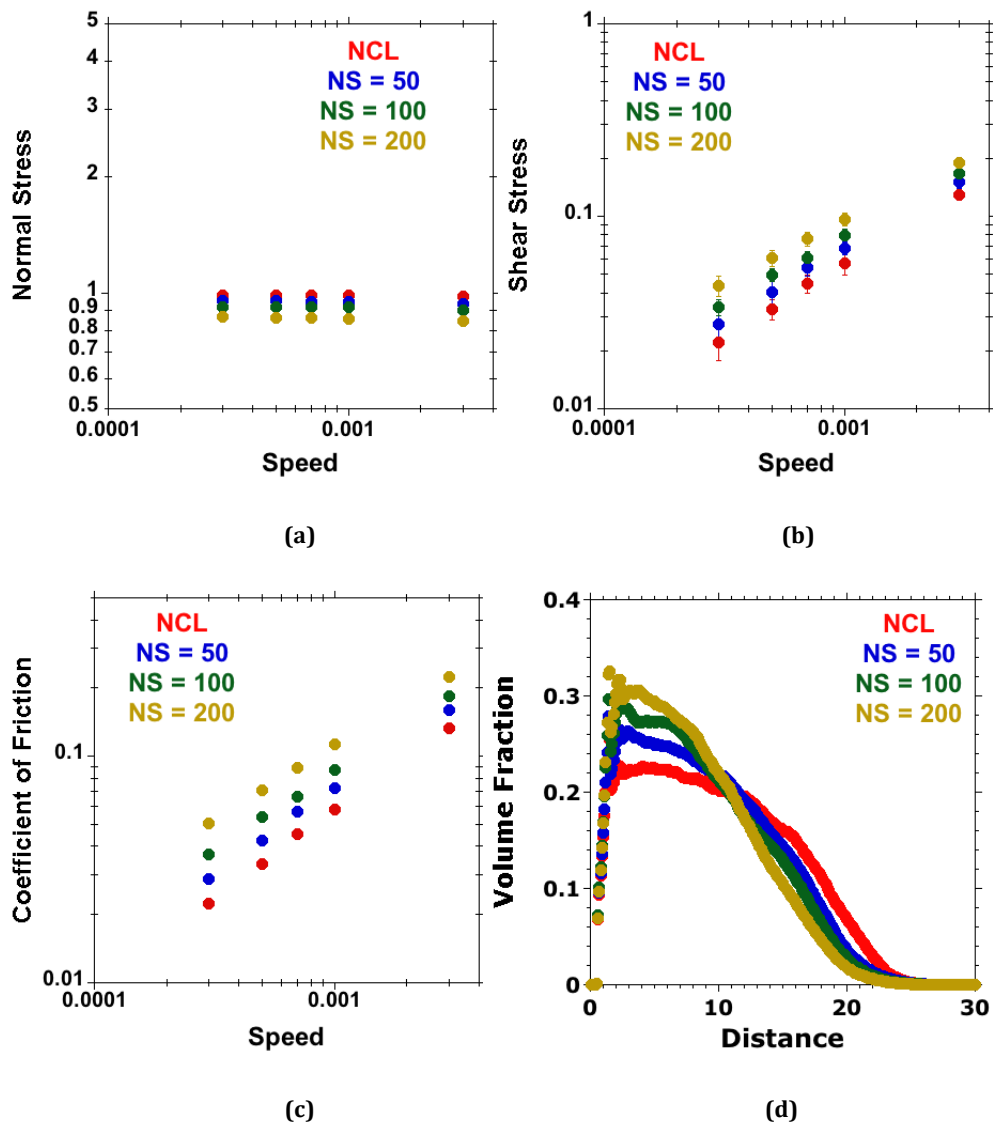 5
4
3
2
1
0.9
0.8
0.7
0.6
0.5
0.0001
0.001
Normal Stress
Speed
NCL
NS = 50
NS = 100
NS = 200
(a)
1
0.1
0.01
0.0001
0.001
Shear Stress
Speed
NCL
NS = 50
NS = 100
NS = 200
(b)
0.1
0.01
0.0001
0.001
Coefficient of Friction
Speed
NCL
NS = 50
NS = 100
NS = 200
(c)
0.4
0.3
0.2
0.1
0
0
10
20
30
Volume Fraction
Distance
NCL
NS = 50
NS = 100
NS = 200
(d)